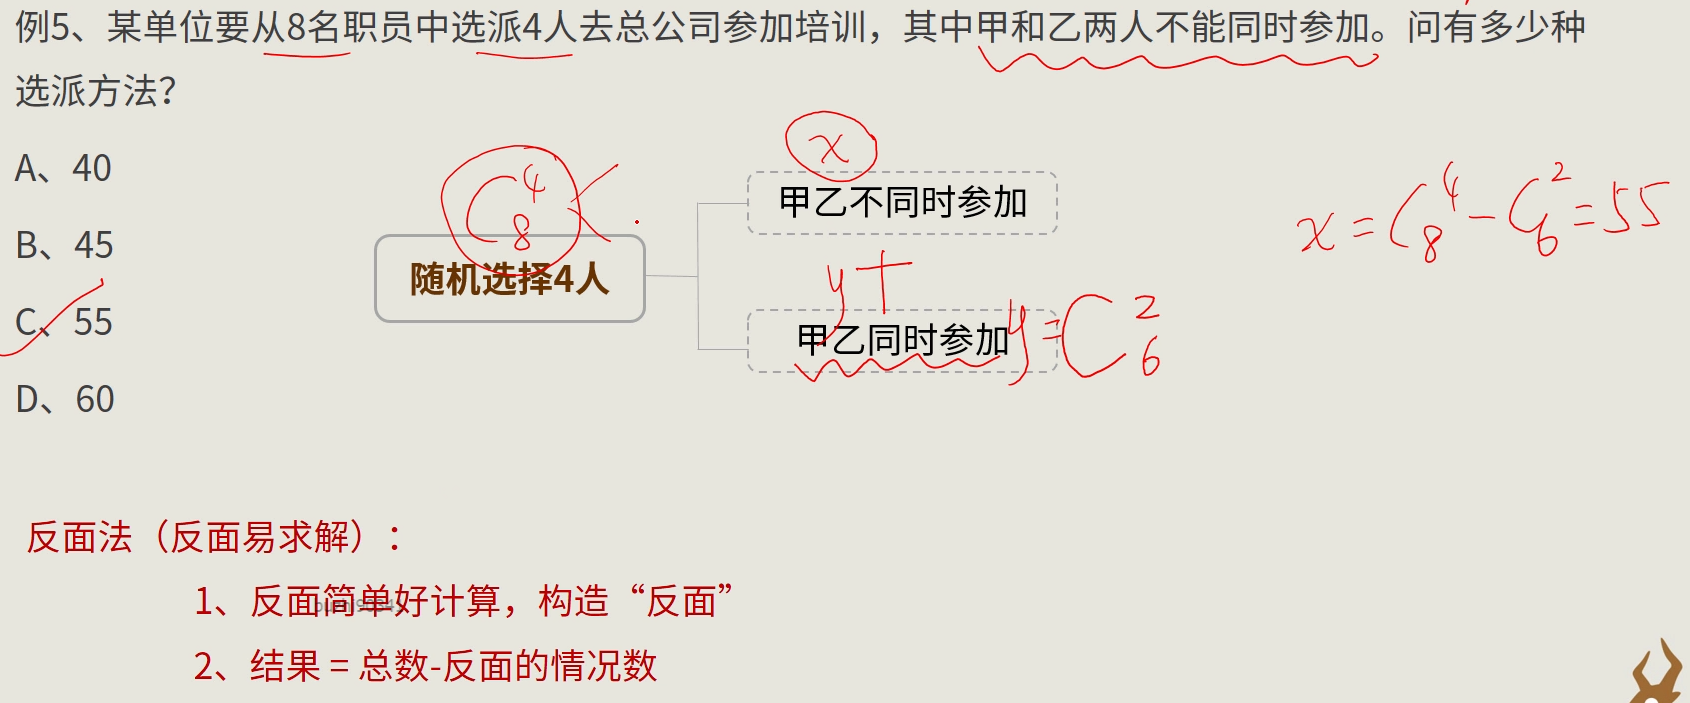 例5、某单位要从8名职员中选派4人去总公司参加培训，其中甲和乙两人不能同时参加。问有多少种
选派方法？
A、40
B、45
C、55
D、60
C 4 8
随机选择4人
x
甲乙不同时参加
y
甲乙同时参加
y=C 2 6
x=C 4 8 - C 2 6 =55
反面法（反面易求解）：
1、反面简单好计算，构造“反面”
2、结果 = 总数-反面的情况数